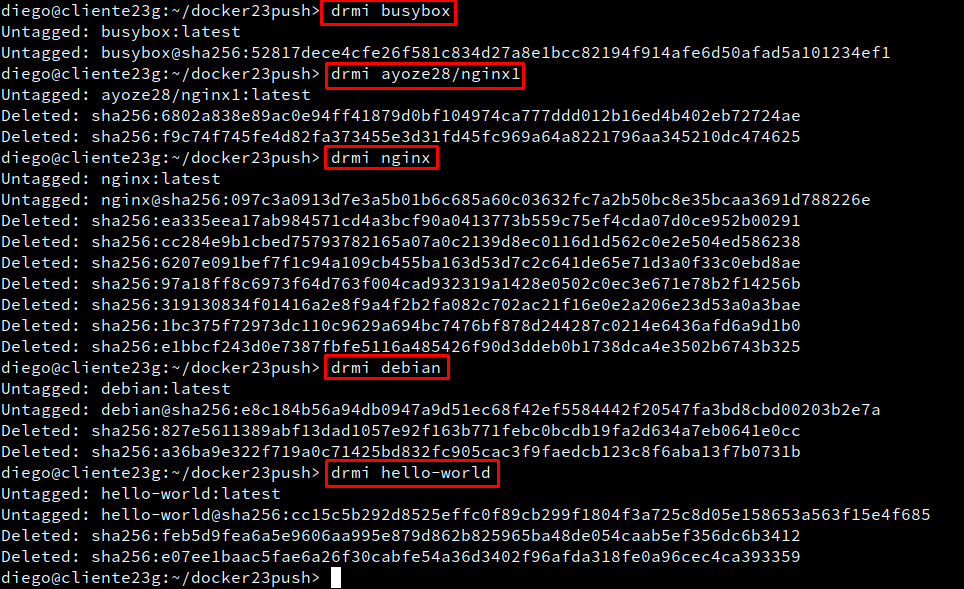 diego@cliente23g:~/docker23push> drmi busybox
Untagged: busybox:latest
Untagged: busybox@sha256:52817dece4cfe26f581c834d27a8e1bcc82194f914afe6d50afad5a101234ef1
diego@cliente23g:~/docker23push> drmi ayoze28/nginx1
Untagged: ayoze28/nginx1:latest
Deleted: sha256:6802a838e89ac0e94ff41879d0bf104974ca777ddd012b16ed4b402eb72724ae
Deleted: sha256:f9c74f745fe4d82fa373455e3d31fd45fc969a64a8221796aa345210dc474625
diego@cliente23g:~/docker23push> drmi nginx
Untagged: nginx:latest
Untagged: nginx@sha256:097c3a0913d7e3a5b01b6c685a60c03632fc7a2b50bc8e35bcaa3691d788226e
Deleted: sha256:ea335eea17ab984571cd4a3bcf90a0413773b559c75ef4cda07d0ce952b00291
Deleted: sha256:cc284e9b1cbed75793782165a07a0c2139d8ec0116d1d562c0e2e504ed586238
Deleted: sha256:6207e091bef7f1c94a109cb455ba163d53d7c2c641de65e71d3a0f33c0ebd8ae
Deleted: sha256:97a18ff8c6973f64d763f004cad932319a1428e0502c0ec3e671e78b2f14256b
Deleted: sha256:319130834f01416a2e8f9a4f2b2fa082c702ac21f16e0e2a206e23d53a0a3bae
Deleted: sha256:1bc375f72973dc110c9629a694bc7476bf878d244287c0214e6436afd6a9d1b0
Deleted: sha256:e1bbcf243d0e7387fbfe5116a485426f90d3ddeb0b1738dca4e3502b6743b325
diego@cliente23g:~/docker23push> drmi debian
Untagged: debian:latest
Untagged: debian@sha256:e8c184b56a94db0947a9d51ec68f42ef5584442f20547fa3bd8cbd00203b2e7a
Deleted: sha256:827e5611389abf13dad1057e92f163b771febc0bcdb19fa2d634a7eb0641e0cc
Deleted: sha256:a36ba9e322f719a0c71425bd832fc905cac3f9faedcb123c8f6aba13f7b0731b
diego@cliente23g:~/docker23push> drmi hello-world
Untagged: hello-world:latest
Untagged: hello-world@sha256:cc15c5b292d8525effc0f89cb299f1804f3a725c8d05e158653a563f15e4f685
Deleted: sha256:feb5d9fea6a5e9606aa995e879d862b825965ba48de054caab5ef356dc6b3412
Deleted: sha256:e07ee1baac5fae6a26f30cabfe54a36d3402f96afda318fe0a96cec4ca393359
diego@cliente23g:~/docker23push>